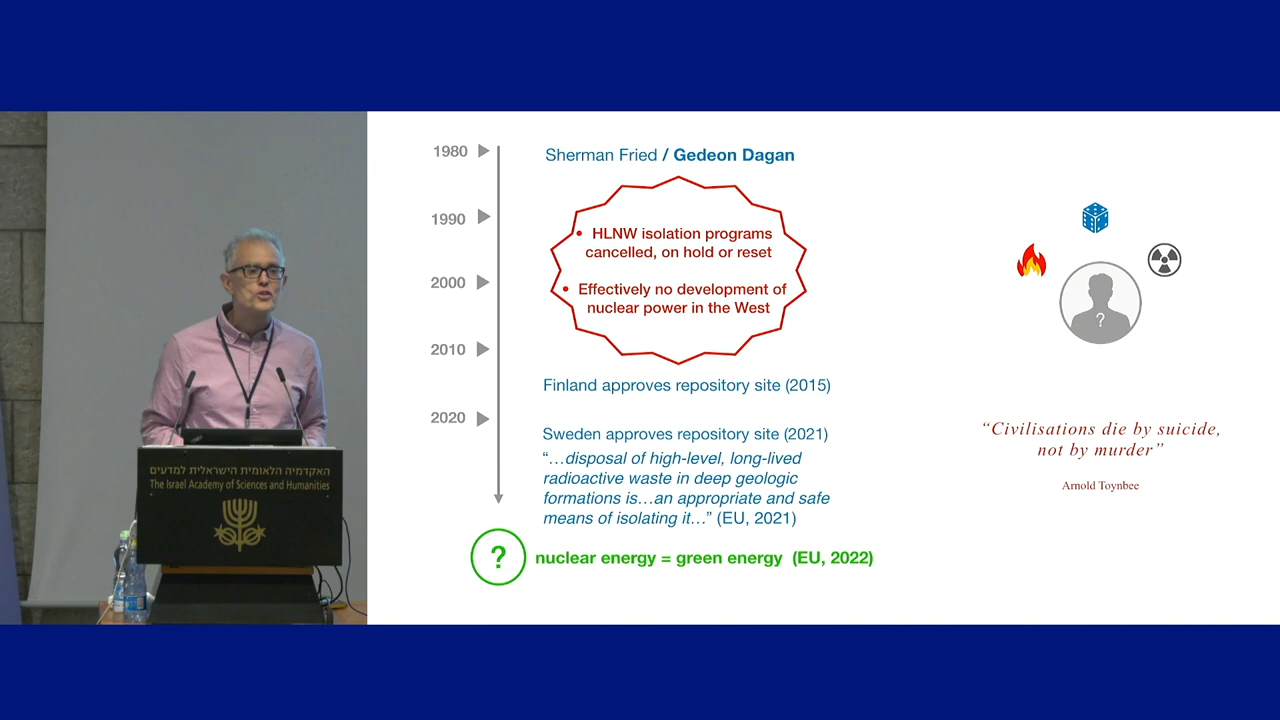 האקדמיה הלאומית הישראלית למדעים
The Israel Academy of Sciences and Humanities
1980
1990
2000
2010
2020
Sherman Fried / Gedeon Dagan
• HLNW isolation programs
cancelled, on hold or reset
• Effectively no development of
nuclear power in the West
Finland approves repository site (2015)
Sweden approves repository site (2021)
“…disposal of high-level, long-lived
radioactive waste in deep geologic
formations is…an appropriate and safe
means of isolating it…” (EU, 2021)
?
nuclear energy = green energy (EU, 2022)
?
“Civilisations die by suicide,
not by murder”
Arnold Toynbee